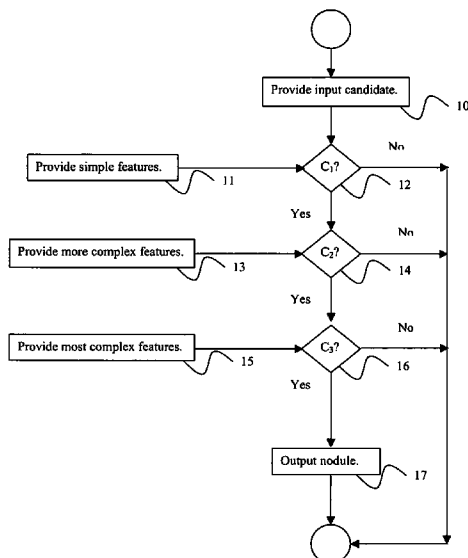 Provide input candidate.
10
No
Provide simple features.
C₁?
11
12
Yes
No
Provide more complex features.
C₂?
13
14
Yes
No
Provide most complex features.
C₃?
15
16
Yes
Output nodule.
17